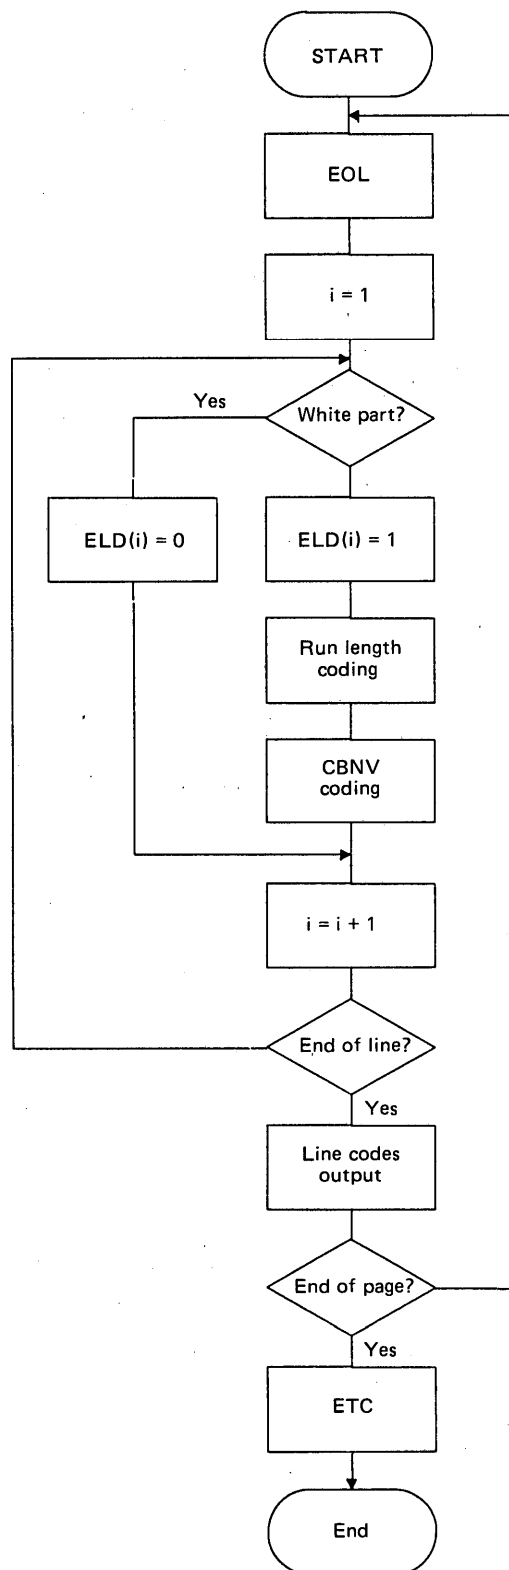 START
EOL
i = 1
White part?
Yes
ELD(i) = 0
ELD(i) = 1
Run length
coding
CBNV
coding
i = i + 1
End of line?
Yes
Line codes
output
End of page?
Yes
ETC
End